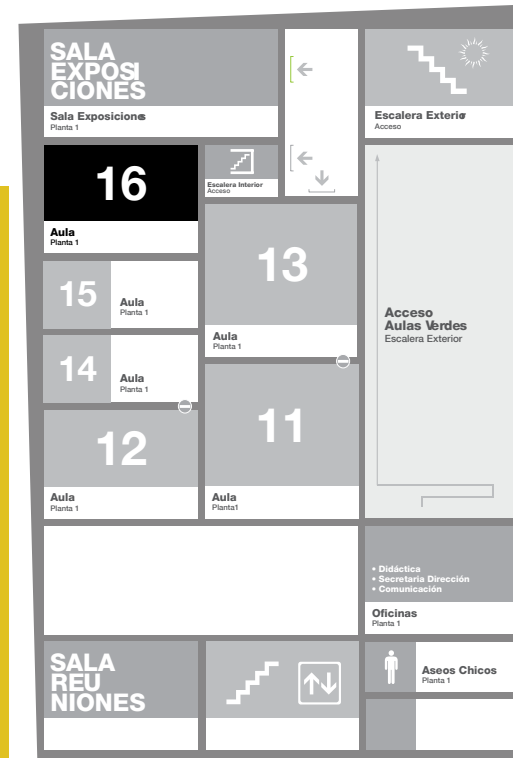 SALA
EXPOSI
CIONES
Sala Exposiciones
Planta 1
Escalera Exterior
Acceso
16
Aula
Planta 1
Escalera Interior
Acceso
13
Aula
Planta 1
15
Aula
Planta 1
14
Aula
Planta 1
Acceso
Aulas Verdes
Escalera Exterior
12
Aula
Planta 1
11
Aula
Planta1
• Didáctica
• Secretaria Dirección
• Comunicación
Oficinas
Planta 1
SALA
REU
NIONES
Aseos Chicos
Planta 1